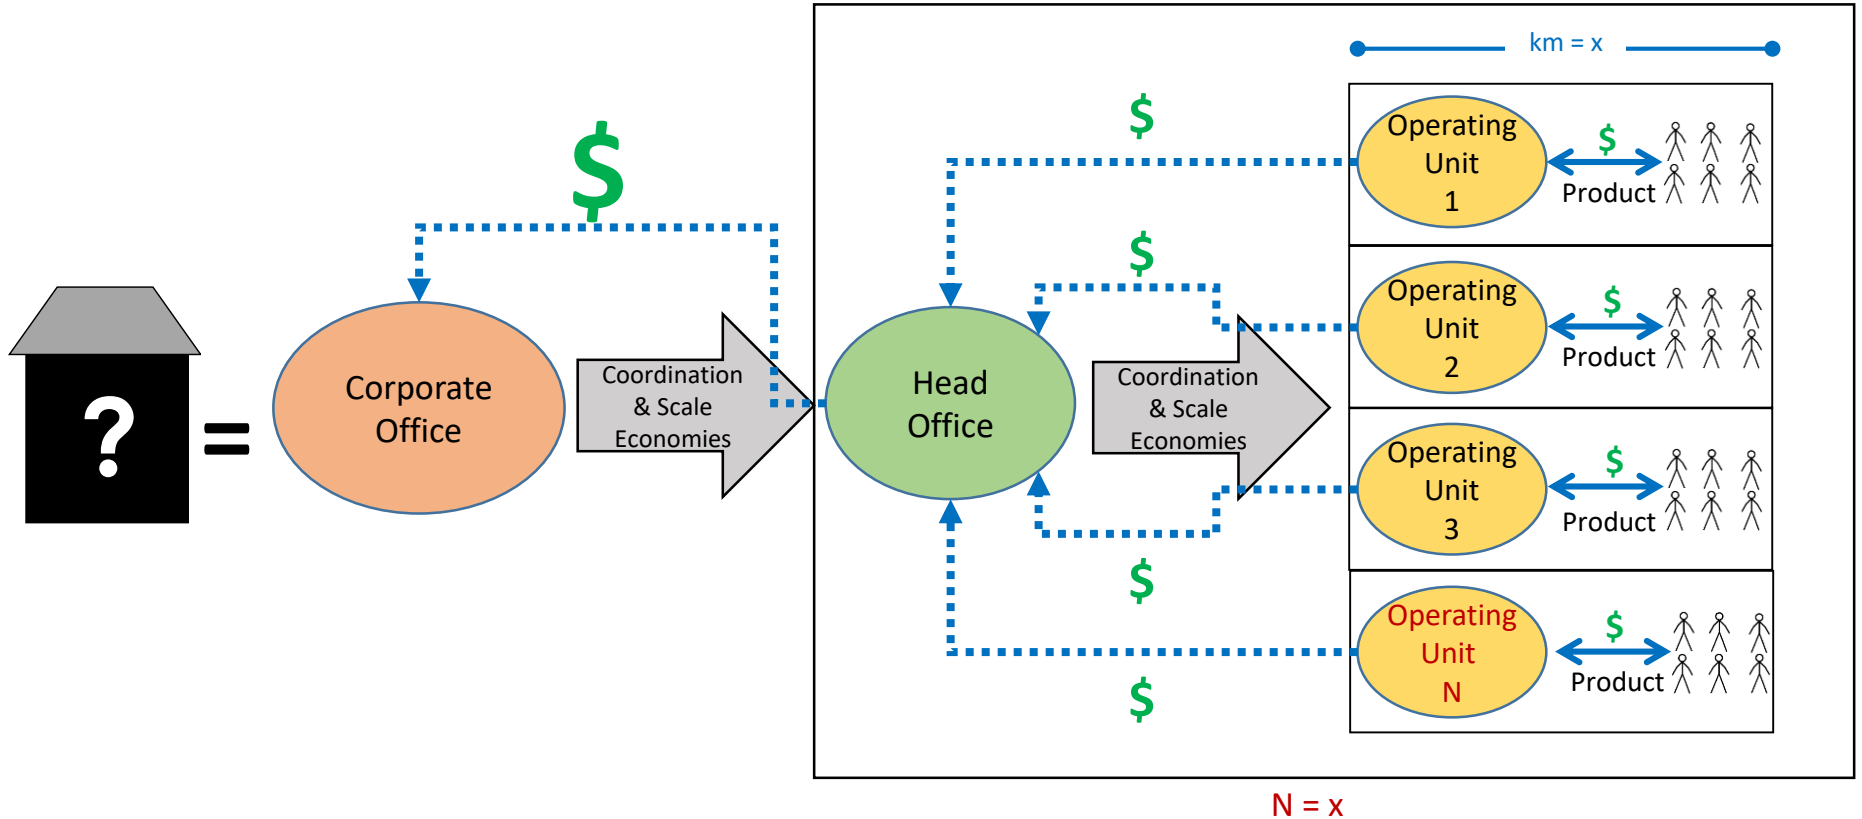 km = x
$
Operating
Unit
1
$
Product
$
$
Operating
Unit
2
$
Product
?
=
Corporate
Office
Coordination
& Scale
Economies
Head
Office
Coordination
& Scale
Economies
Operating
Unit
3
$
Product
$
Operating
Unit
N
$
Product
$
N = x